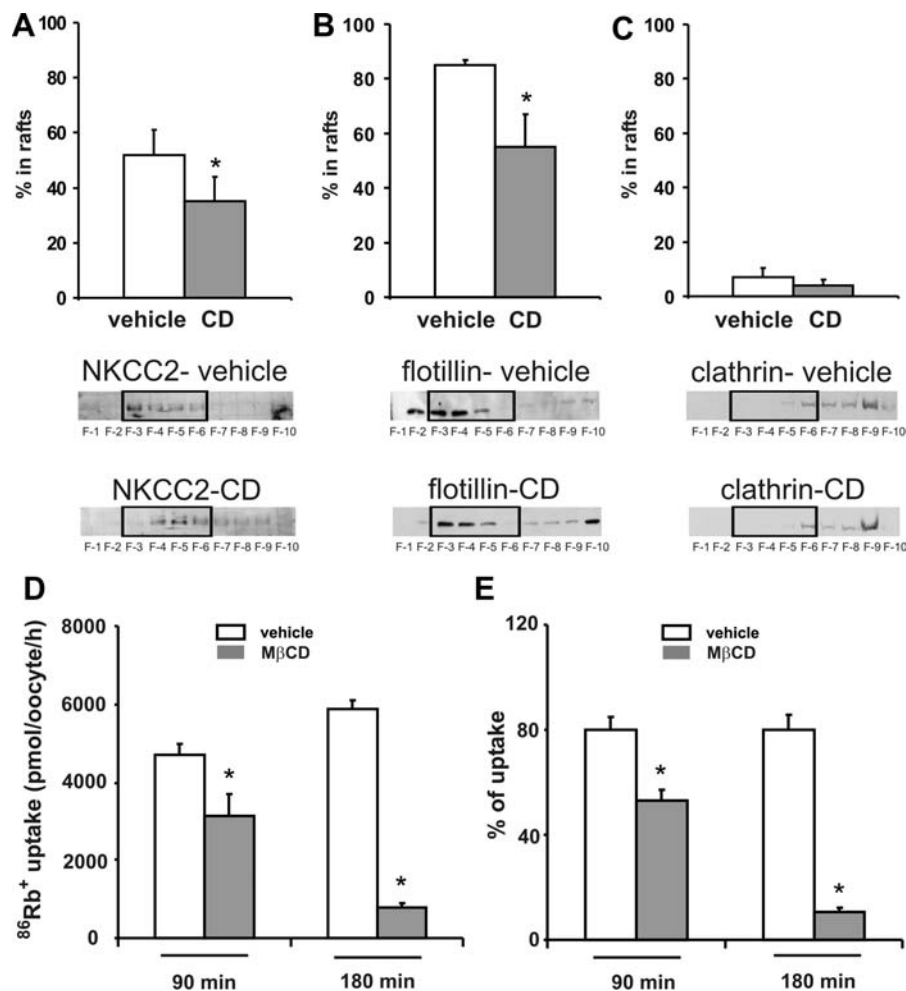 A B C
100 100 100
80 80 80
60 60 60
40 40 40
20 20 20
0 0 0
% in rafts % in rafts % in rafts
* *
vehicle CD vehicle CD vehicle CD
NKCC2- vehicle flotillin- vehicle clathrin- vehicle
F-1 F-2 F-3 F-4 F-5 F-6 F-7 F-8 F-9 F-10 F-1 F-2 F-3 F-4 F-5 F-6 F-7 F-8 F-9 F-10 F-1 F-2 F-3 F-4 F-5 F-6 F-7 F-8 F-9 F-10
NKCC2-CD flotillin-CD clathrin-CD
F-1 F-2 F-3 F-4 F-5 F-6 F-7 F-8 F-9 F-10 F-1 F-2 F-3 F-4 F-5 F-6 F-7 F-8 F-9 F-10 F-1 F-2 F-3 F-4 F-5 F-6 F-7 F-8 F-9 F-10
D
8000
6000
4000
2000
0
⁸⁶Rb⁺ uptake (pmol/oocyte/h)
vehicle
MβCD
* *
90 min 180 min
E
120
80
40
0
% of uptake
vehicle
MβCD
* *
90 min 180 min